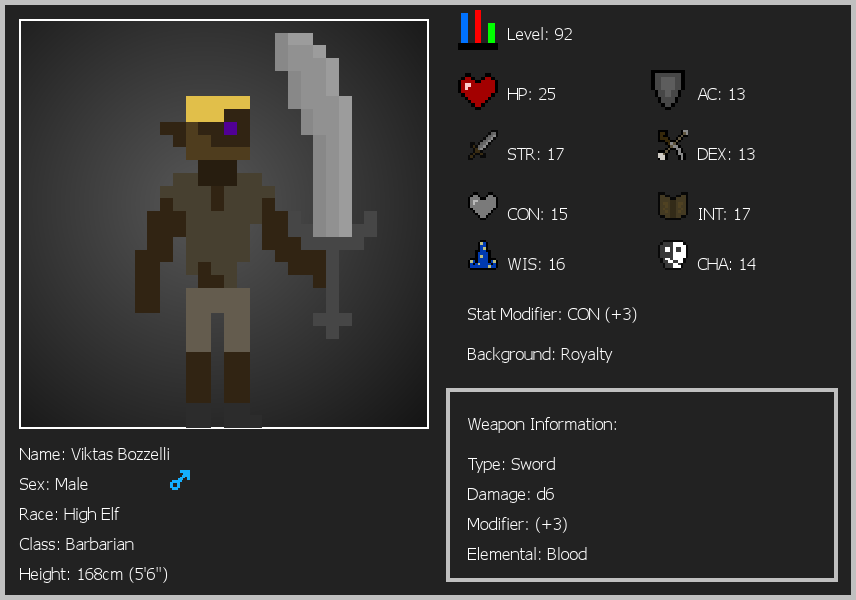 Level: 92
HP: 25
AC: 13
STR: 17
DEX: 13
CON: 15
INT: 17
WIS: 16
CHA: 14
Stat Modifier: CON (+3)
Background: Royalty
Weapon Information:
Type: Sword
Damage: d6
Modifier: (+3)
Elemental: Blood
Name: Viktas Bozzelli
Sex: Male
Race: High Elf
Class: Barbarian
Height: 168cm (5'6")